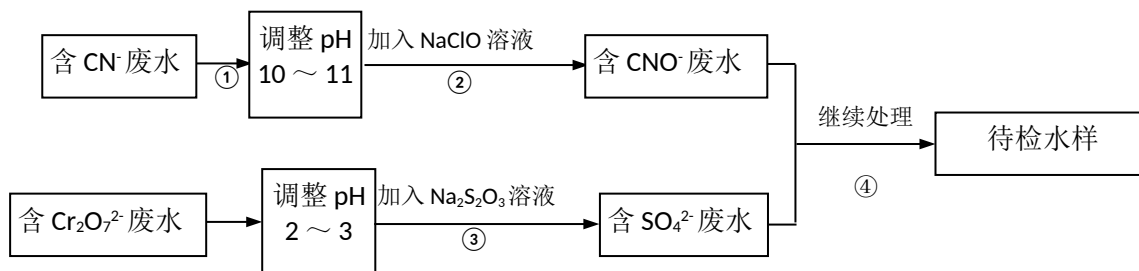 含 CN⁻ 废水
①
调整 pH
10 ～ 11
加入 NaClO 溶液
②
含 CNO⁻ 废水
继续处理
④
待检水样
含 Cr₂O₇²⁻ 废水
调整 pH
2 ～ 3
加入 Na₂S₂O₃ 溶液
③
含 SO₄²⁻ 废水